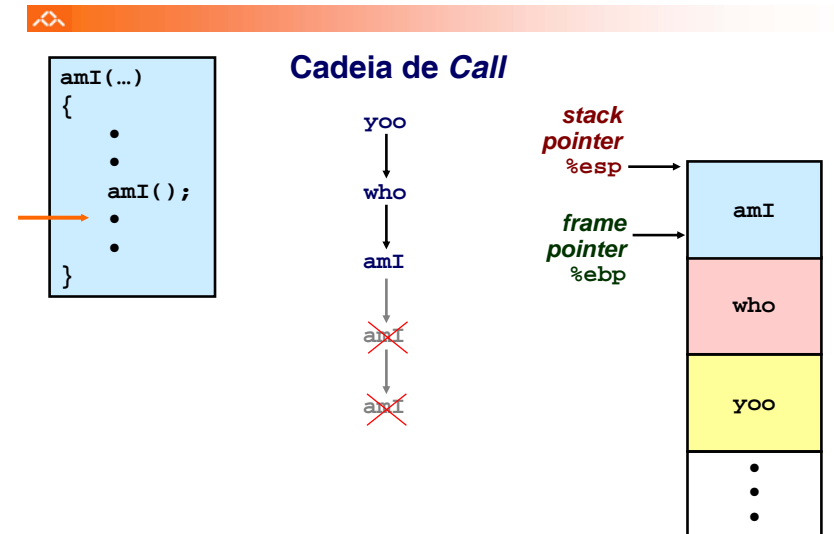 Cadeia de Call
amI(…)
{
•
•
amI();
•
•
}
yoo
who
amI
amI
amI
stack
pointer
%esp
frame
pointer
%ebp
amI
who
yoo
•
•
•